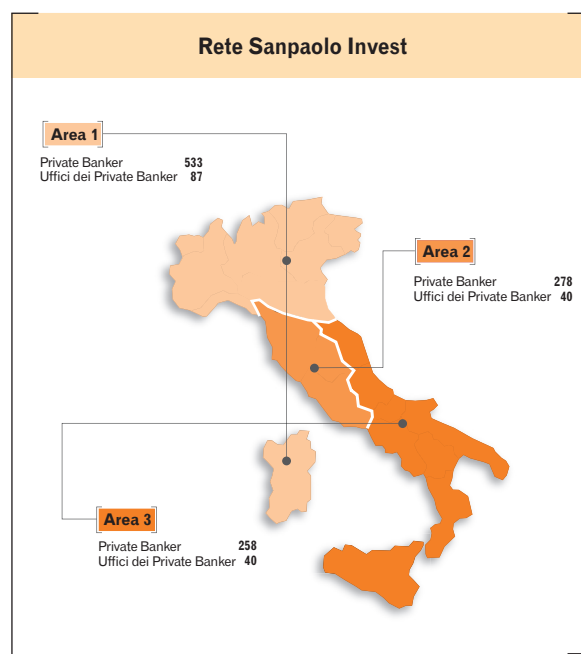 Rete Sanpaolo Invest
Area 1
Private Banker 533
Uffici dei Private Banker 87
Area 2
Private Banker 278
Uffici dei Private Banker 40
Area 3
Private Banker 258
Uffici dei Private Banker 40